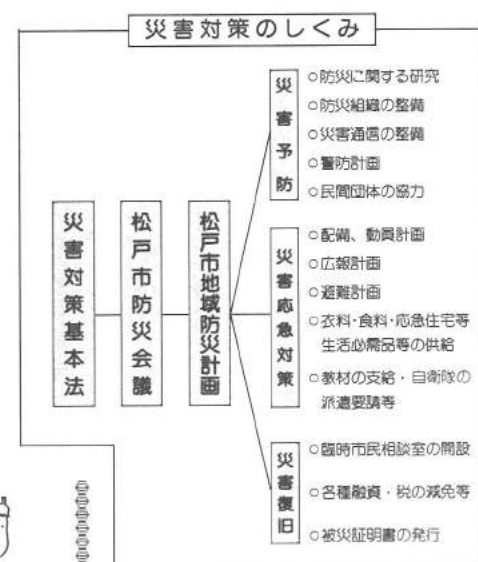 災害対策のしくみ
災害対策基本法
松戸市防災会議
松戸市地域防災計画
災害予防
○防災に関する研究
○防災組織の整備
○災害通信の整備
○警防計画
○民間団体の協力
災害応急対策
○配備、動員計画
○広報計画
○避難計画
○衣料・食料・応急住宅等
生活必需品等の供給
○教材の支給・自衛隊の
派遣要請等
災害復旧
○臨時市民相談室の開設
○各種融資・税の減免等
○被災証明書の発行